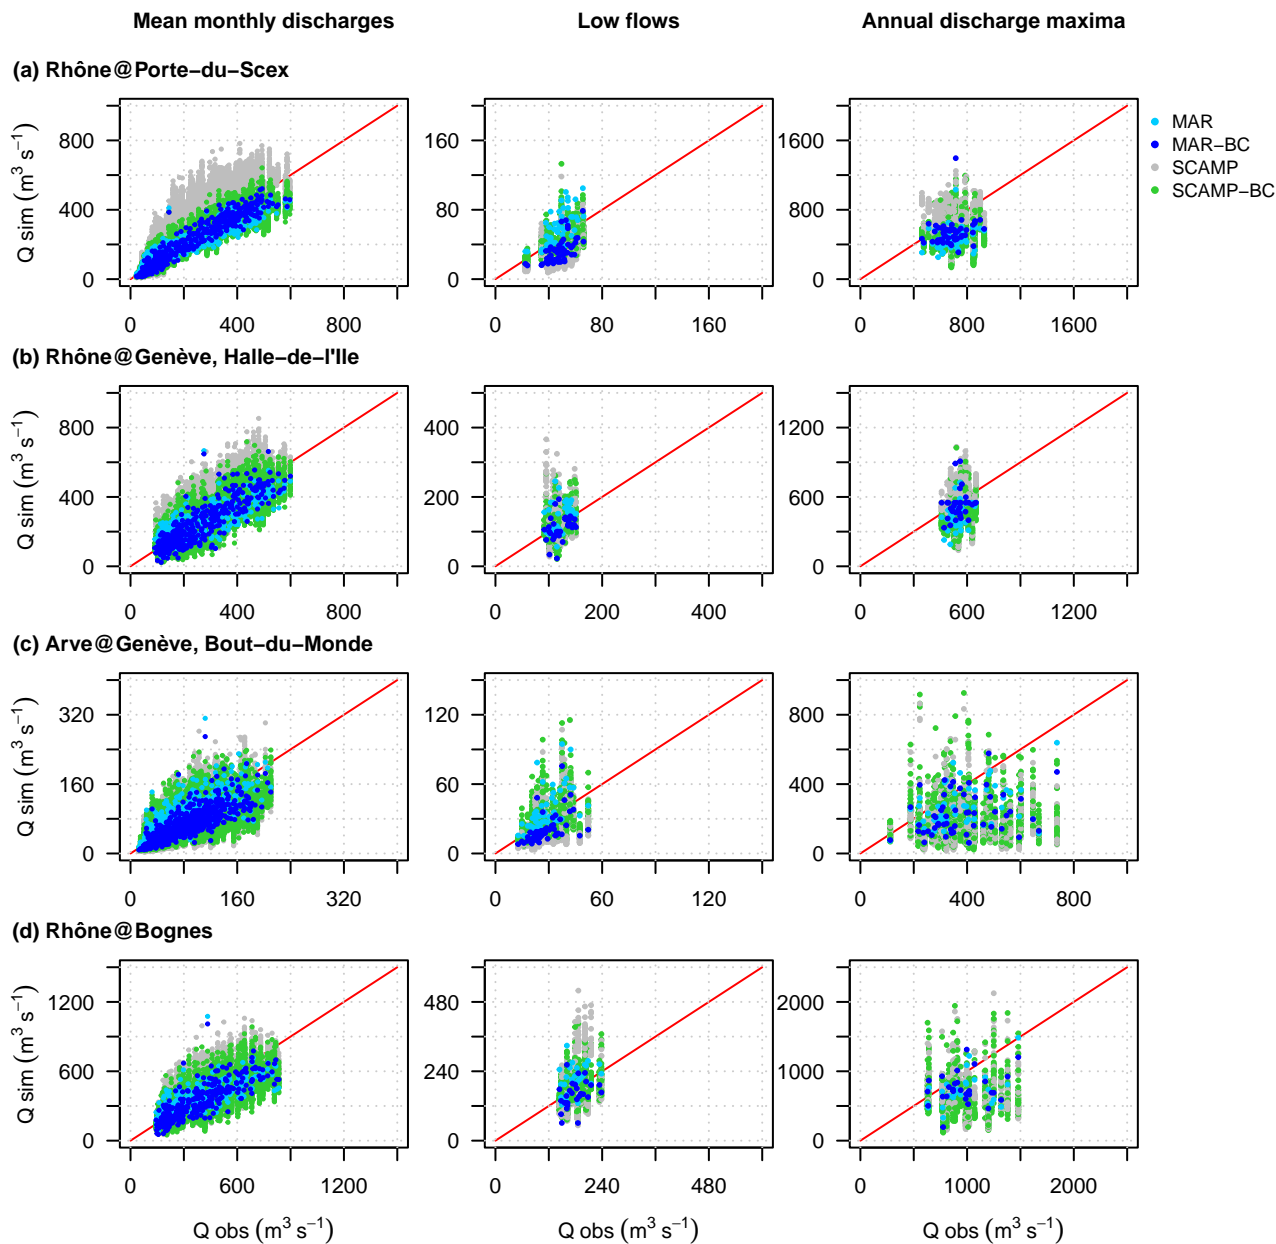 Mean monthly discharges
Low flows
Annual discharge maxima
(a) Rhône@Porte−du−Scex
Q sim (m³ s⁻¹)
800
400
0
0 400 800
160
80
0
0 80 160
1600
800
0
0 800 1600
MAR
MAR−BC
SCAMP
SCAMP−BC
(b) Rhône@Genève, Halle−de−l'Ile
Q sim (m³ s⁻¹)
800
400
0
0 400 800
400
200
0
0 200 400
1200
600
0
0 600 1200
(c) Arve@Genève, Bout−du−Monde
Q sim (m³ s⁻¹)
320
160
0
0 160 320
120
60
0
0 60 120
800
400
0
0 400 800
(d) Rhône@Bognes
Q sim (m³ s⁻¹)
1200
600
0
0 600 1200
Q obs (m³ s⁻¹)
480
240
0
0 240 480
Q obs (m³ s⁻¹)
2000
1000
0
0 1000 2000
Q obs (m³ s⁻¹)